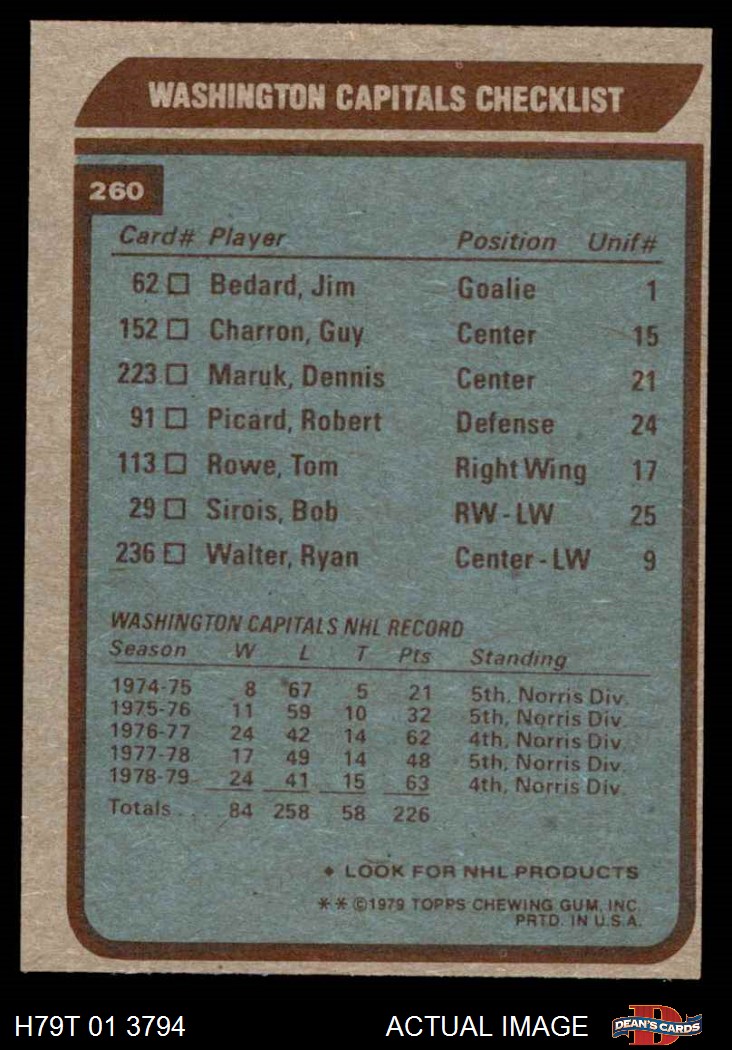 WASHINGTON CAPITALS CHECKLIST
260
Card# Player Position Unif#
62 □ Bedard, Jim Goalie 1
152 □ Charron, Guy Center 15
223 □ Maruk, Dennis Center 21
91 □ Picard, Robert Defense 24
113 □ Rowe, Tom Right Wing 17
29 □ Sirois, Bob RW - LW 25
236 □ Walter, Ryan Center - LW 9
WASHINGTON CAPITALS NHL RECORD
Season W L T Pts Standing
1974-75 8 67 5 21 5th, Norris Div.
1975-76 11 59 10 32 5th, Norris Div.
1976-77 24 42 14 62 4th, Norris Div.
1977-78 17 49 14 48 5th, Norris Div.
1978-79 24 41 15 63 4th, Norris Div.
Totals . . 84 258 58 226
♦ LOOK FOR NHL PRODUCTS
** ©1979 TOPPS CHEWING GUM, INC.
PRTD. IN U.S.A.
H79T 01 3794 ACTUAL IMAGE DEAN'S CARDS